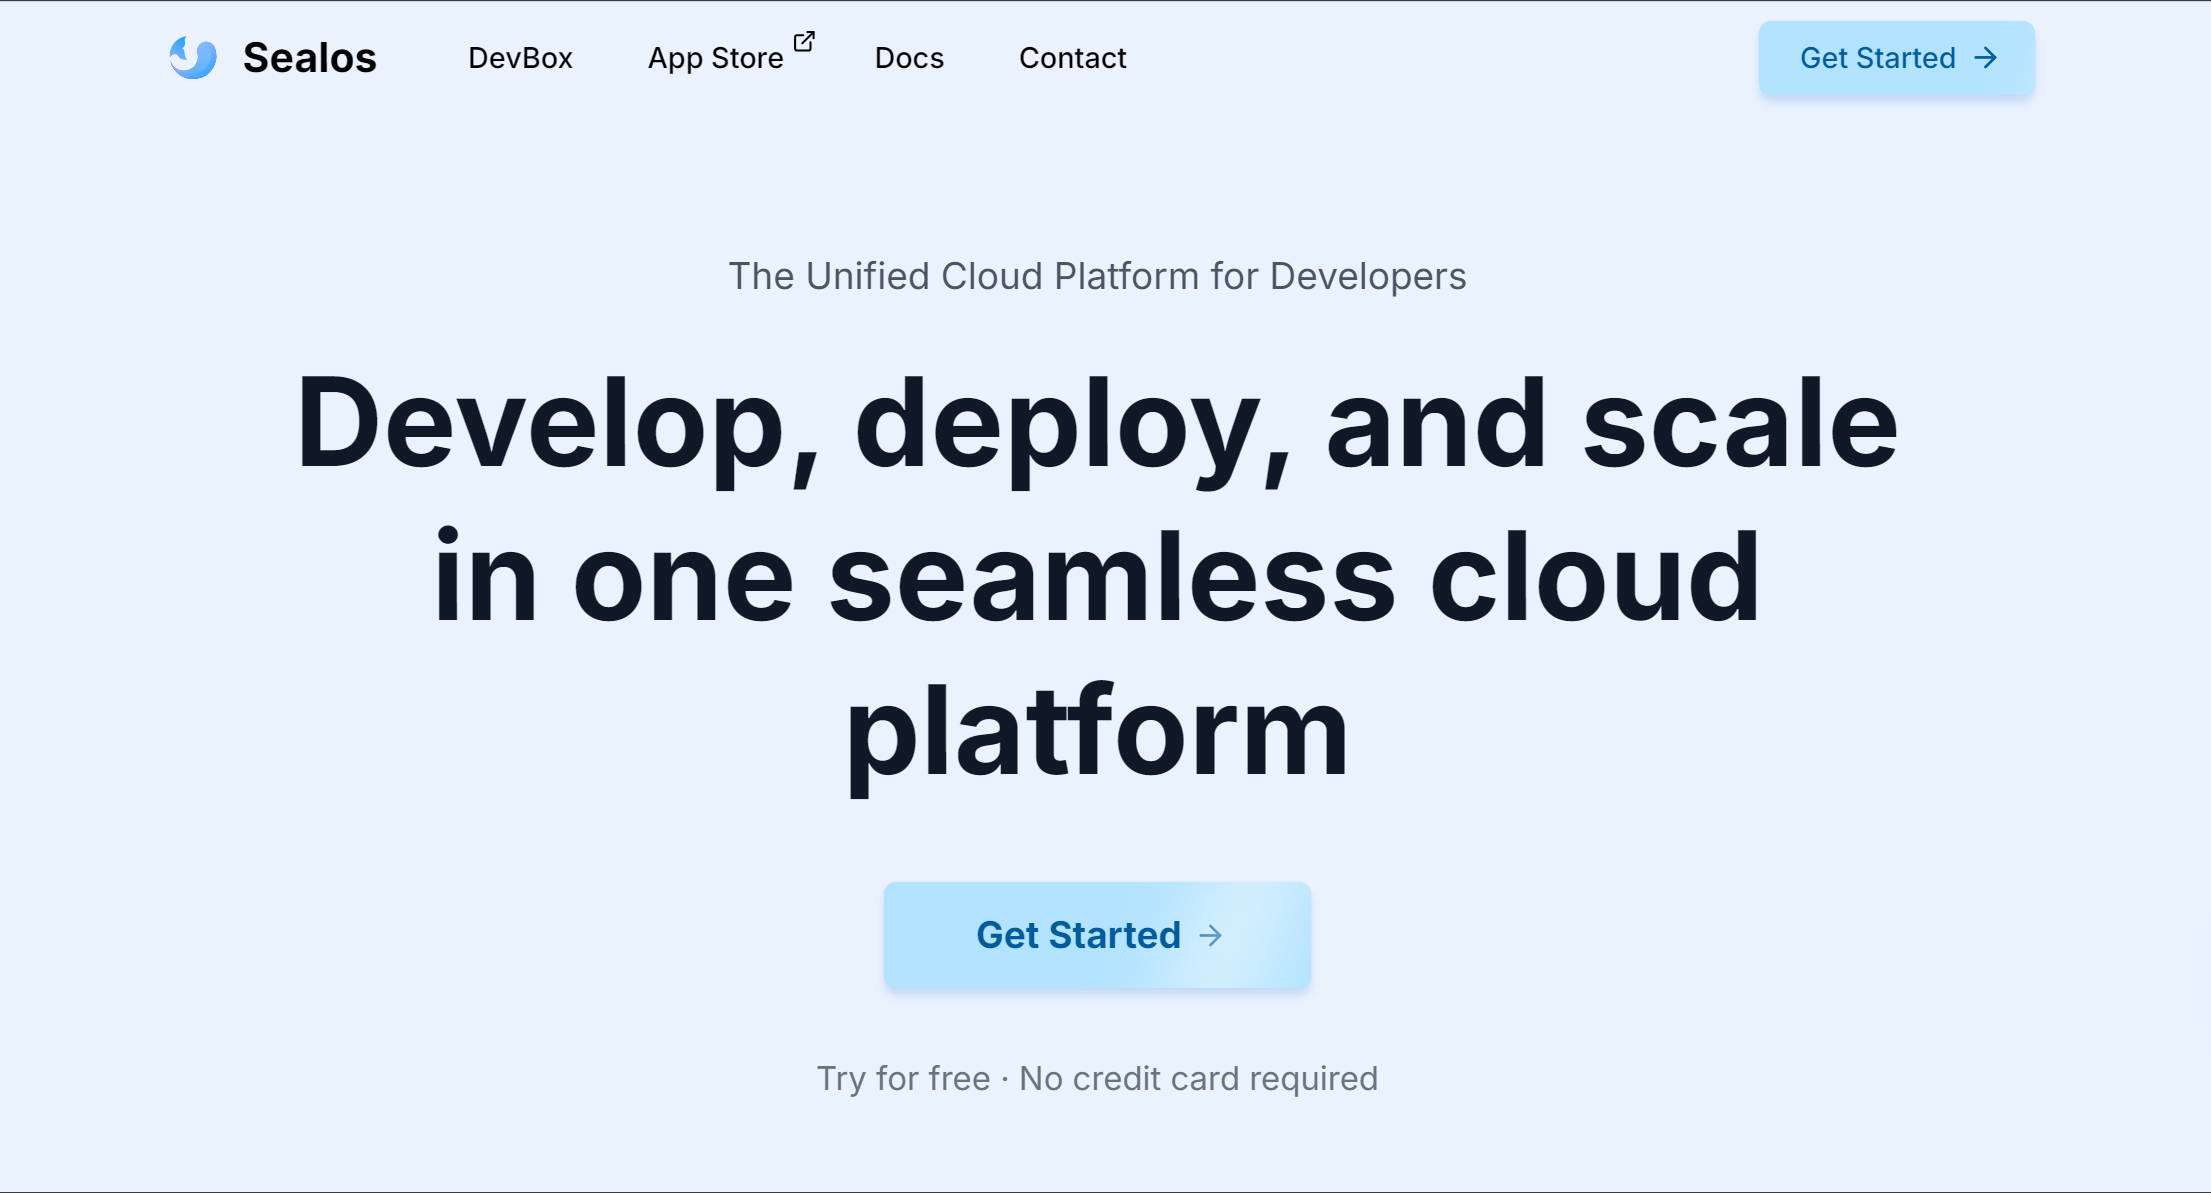 Sealos
DevBox
App Store
Docs
Contact
Get Started
The Unified Cloud Platform for Developers
Develop, deploy, and scale
in one seamless cloud
platform
Get Started
Try for free · No credit card required